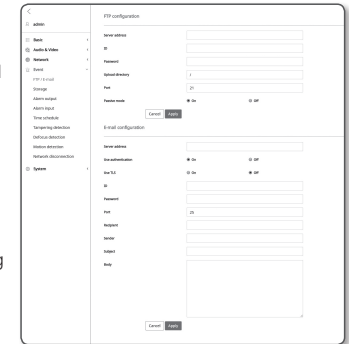 admin
Basic
Audio & Video
Network
Event
FTP / E-mail
Storage
Alarm output
Alarm input
Time schedule
Tampering detection
Defocus detection
Motion detection
Network disconnection
System
FTP configuration
Server address
ID
Password
Upload directory /
Port 21
Passive mode On Off
Cancel Apply
E-mail configuration
Server address
Use authentication On Off
Use TLS On Off
ID
Password
Port 25
Recipient
Sender
Subject
Body
Cancel Apply